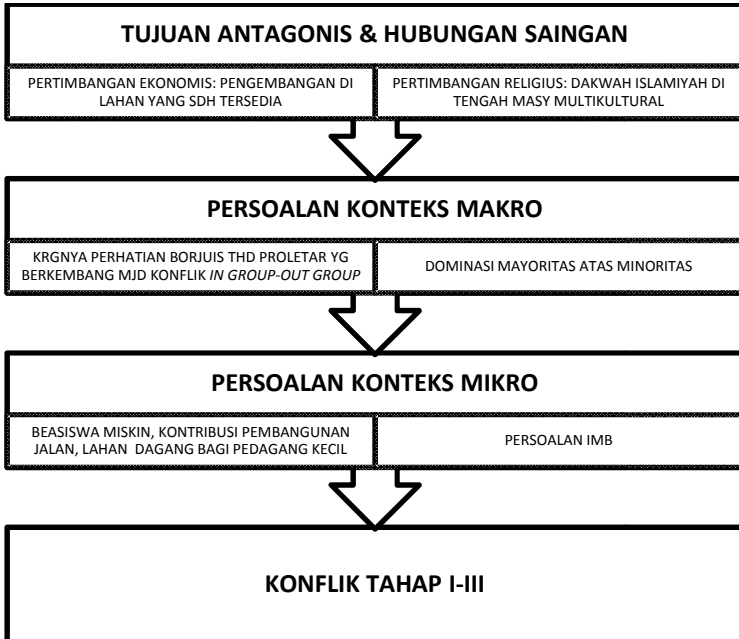 TUJUAN ANTAGONIS & HUBUNGAN SAINGAN
PERTIMBANGAN EKONOMIS: PENGEMBANGAN DI
LAHAN YANG SDH TERSEDIA
PERTIMBANGAN RELIGIUS: DAKWAH ISLAMIYAH DI
TENGAH MASY MULTIKULTURAL
PERSOALAN KONTEKS MAKRO
KRGNYA PERHATIAN BORJUIS THD PROLETAR YG
BERKEMBANG MJD KONFLIK IN GROUP-OUT GROUP
DOMINASI MAYORITAS ATAS MINORITAS
PERSOALAN KONTEKS MIKRO
BEASISWA MISKIN, KONTRIBUSI PEMBANGUNAN
JALAN, LAHAN DAGANG BAGI PEDAGANG KECIL
PERSOALAN IMB
KONFLIK TAHAP I-III